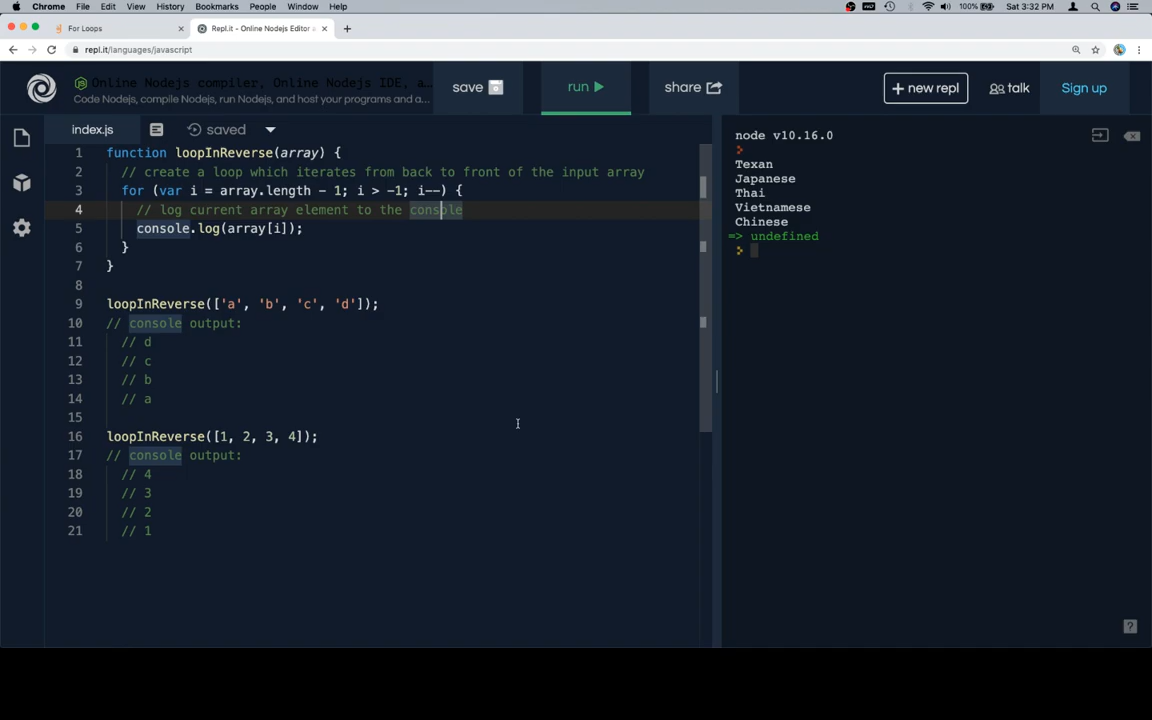 Chrome File Edit View History Bookmarks People Window Help 100% Sat 3:32 PM
For Loops × Repl.it - Online Nodejs Editor × +
repl.it/languages/javascript
Online Nodejs compiler, Online Nodejs IDE, a…
Code Nodejs, compile Nodejs, run Nodejs, and host your programs and a…
save run share + new repl talk Sign up
index.js saved
1 function loopInReverse(array) {
2 // create a loop which iterates from back to front of the input array
3 for (var i = array.length - 1; i > -1; i--) {
4 // log current array element to the console
5 console.log(array[i]);
6 }
7 }
8
9 loopInReverse(['a', 'b', 'c', 'd']);
10 // console output:
11 // d
12 // c
13 // b
14 // a
15
16 loopInReverse([1, 2, 3, 4]);
17 // console output:
18 // 4
19 // 3
20 // 2
21 // 1
node v10.16.0
>
Texan
Japanese
Thai
Vietnamese
Chinese
=> undefined
>
?